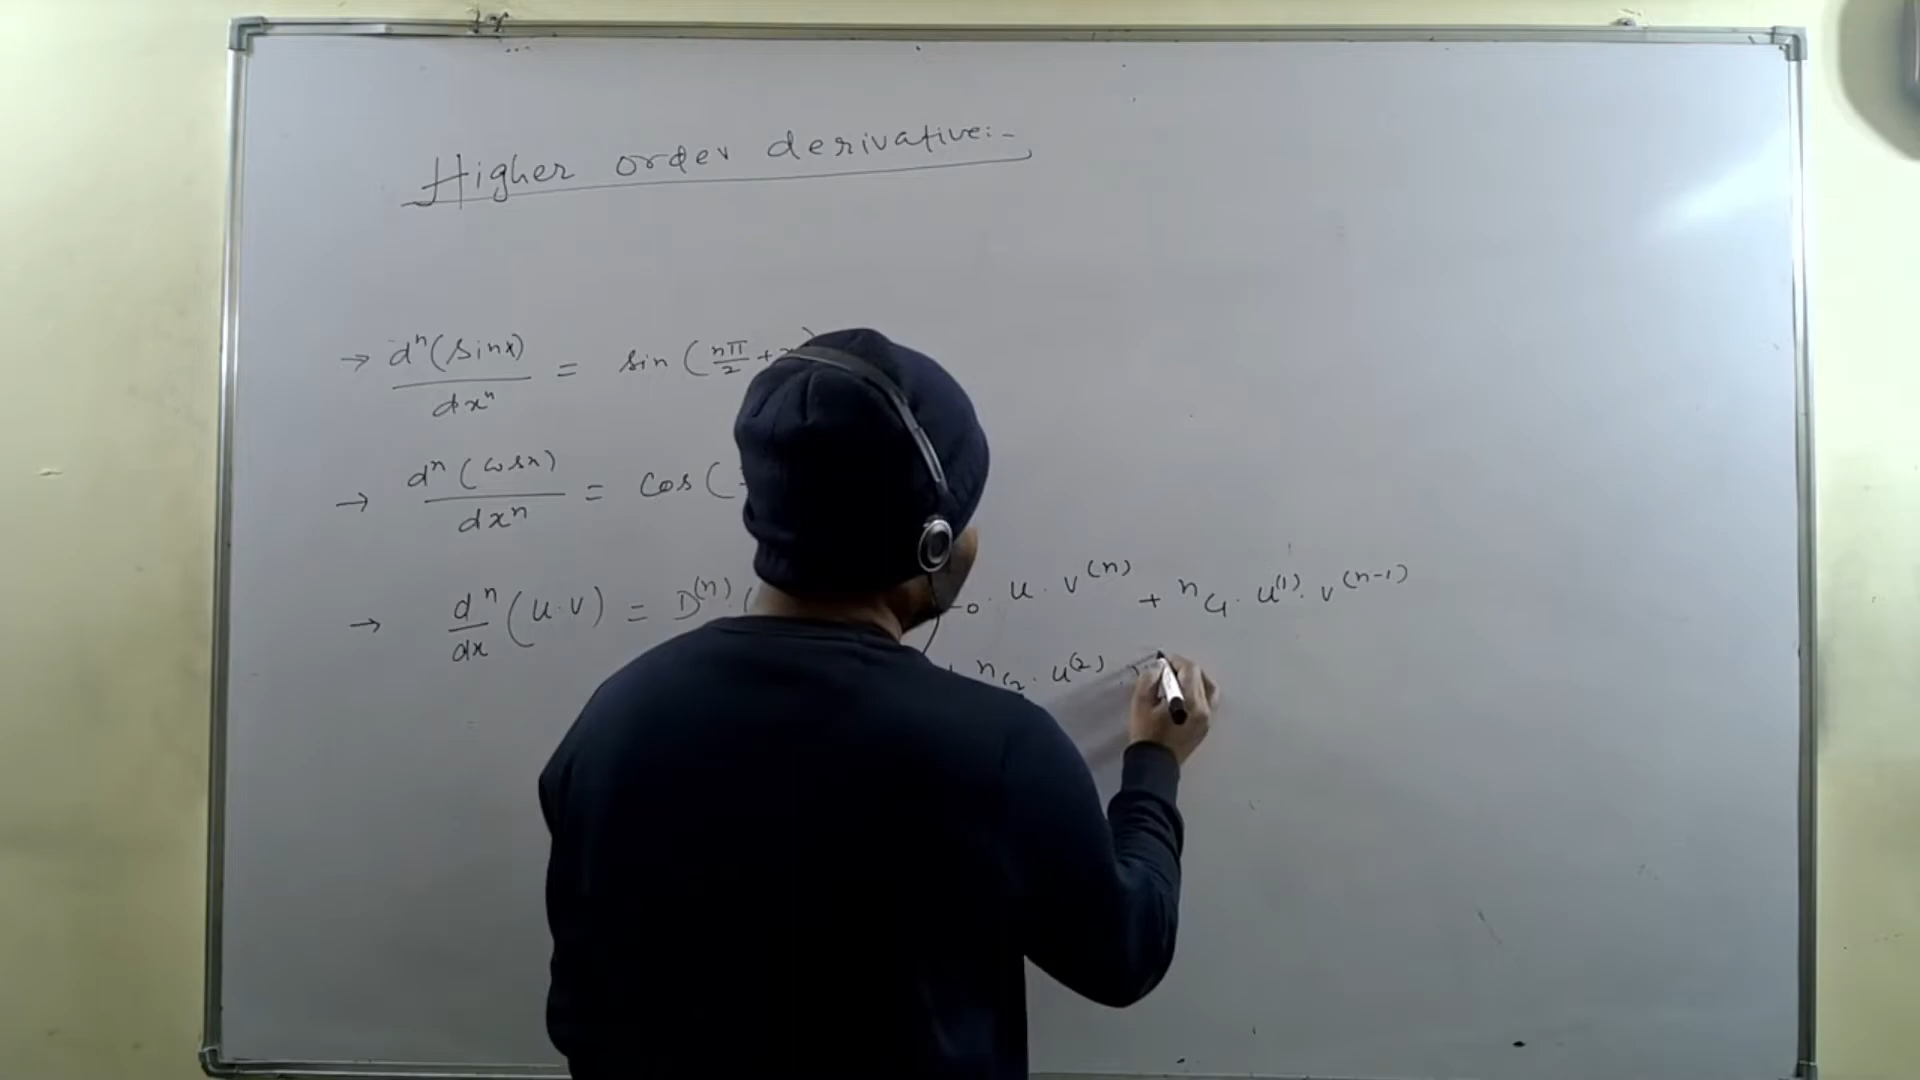 Higher order derivative:-
→ dⁿ(sinx)/dxⁿ = sin (nπ/2 +
→ dⁿ(cosx)/dxⁿ = cos (
→ dⁿ/dx (u.v) = D⁽ⁿ⁾. ( 0. u. v⁽ⁿ⁾ + ⁿC₁. u⁽¹⁾. v⁽ⁿ⁻¹⁾
ⁿC₂. u⁽²⁾.